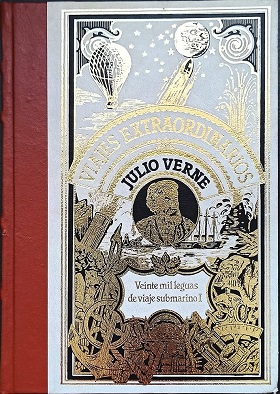 VIAJES EXTRAORDINARIOS
JULIO VERNE
Veinte mil leguas
de viaje submarino I